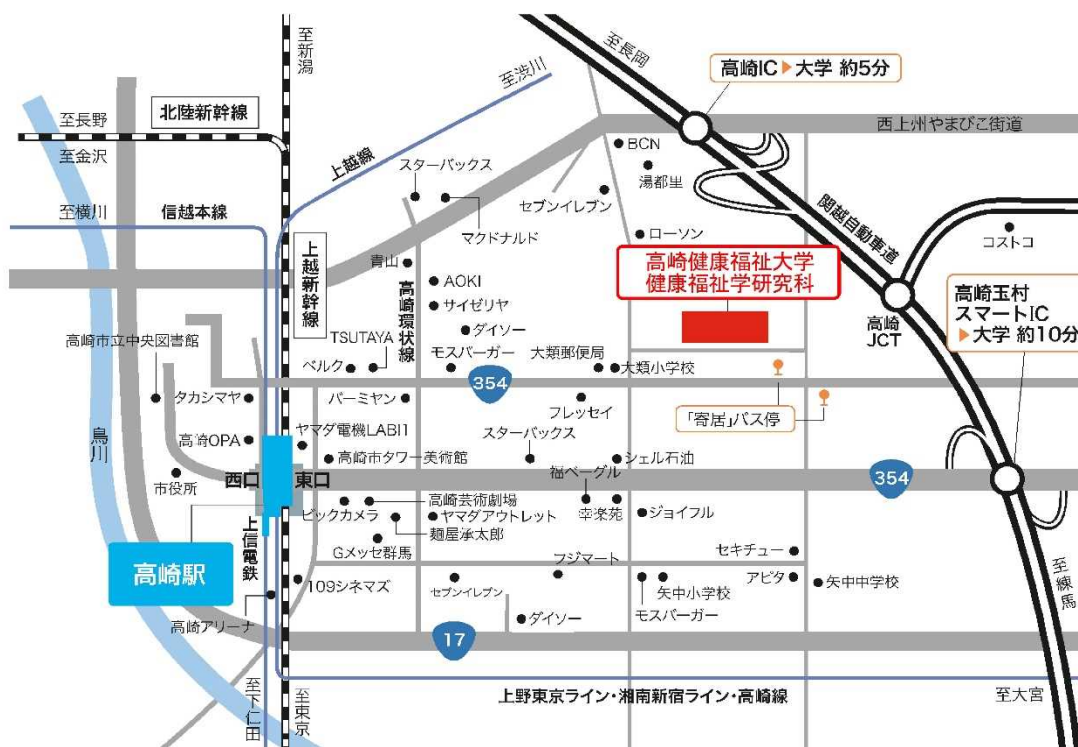 至新潟
至長岡
高崎IC▶大学 約5分
至渋川
北陸新幹線
至長野
至金沢
西上州やまびこ街道
BCN
湯都里
上越線
スターバックス
マクドナルド
セブンイレブン
至横川
信越本線
関越自動車道
コストコ
ローソン
上越新幹線
青山
高崎環状線
AOKI
サイゼリヤ
ダイソー
高崎健康福祉大学
健康福祉学研究科
高崎
JCT
高崎玉村
スマートIC
▶大学 約10分
高崎市立中央図書館
TSUTAYA
ベルク
モスバーガー
大類郵便局
大類小学校
354
タカシマヤ
バーミヤン
フレッセイ
「寄居」バス停
烏川
高崎OPA
ヤマダ電機LABI1
スターバックス
高崎市タワー美術館
シェル石油
福ベーグル
市役所
西口
東口
354
高崎芸術劇場
ビックカメラ
ヤマダアウトレット
幸楽苑
ジョイフル
麺屋承太郎
上信電鉄
Gメッセ群馬
フジマート
セキチュー
高崎駅
109シネマズ
セブンイレブン
矢中小学校
アピタ
矢中中学校
モスバーガー
至練馬
高崎アリーナ
ダイソー
17
至下仁田
至東京
上野東京ライン・湘南新宿ライン・高崎線
至大宮